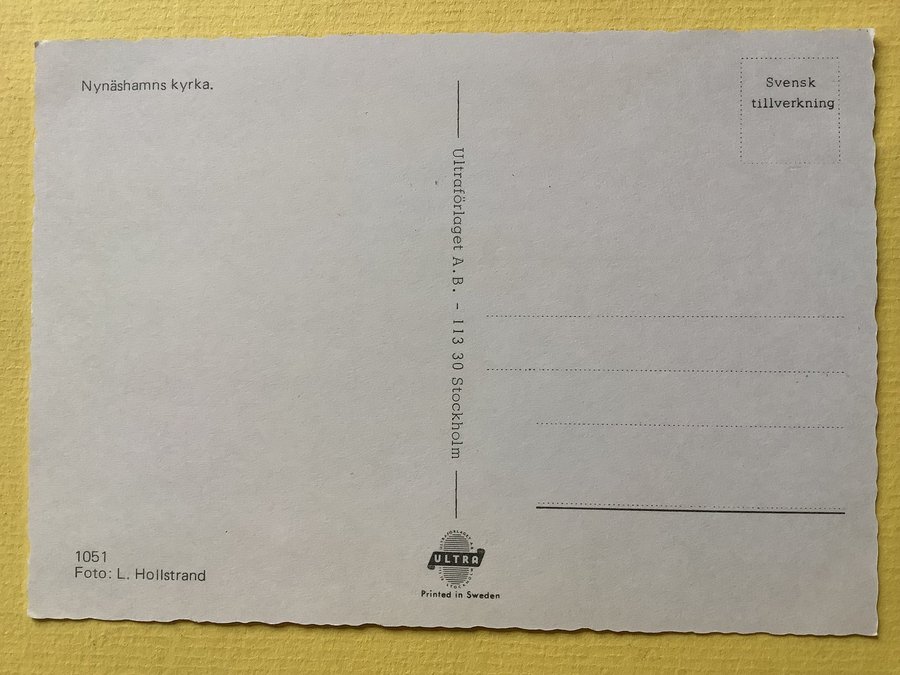 Nynäshamns kyrka.
Svensk
tillverkning
Ultraförlaget A.B. - 113 30 Stockholm
1051
Foto: L. Hollstrand
ULTRA
Printed in Sweden